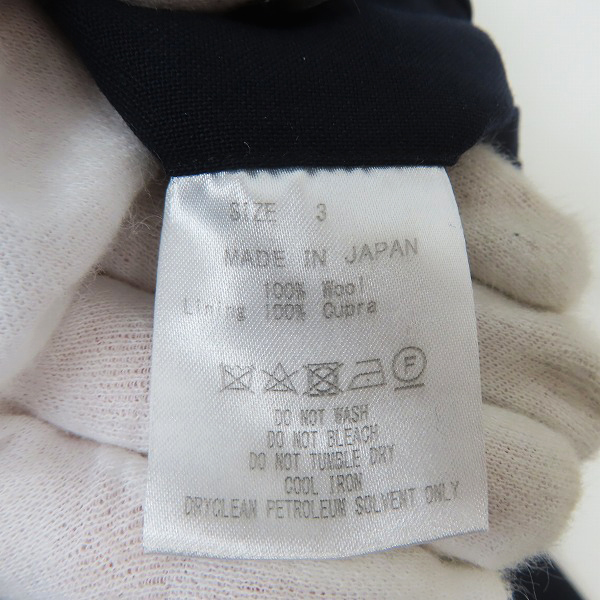 SIZE 3
MADE IN JAPAN
100% Wool
Lining 100% Cupra
F
DO NOT WASH
DO NOT BLEACH
DO NOT TUMBLE DRY
COOL IRON
DRYCLEAN PETROLEUM SOLVENT ONLY